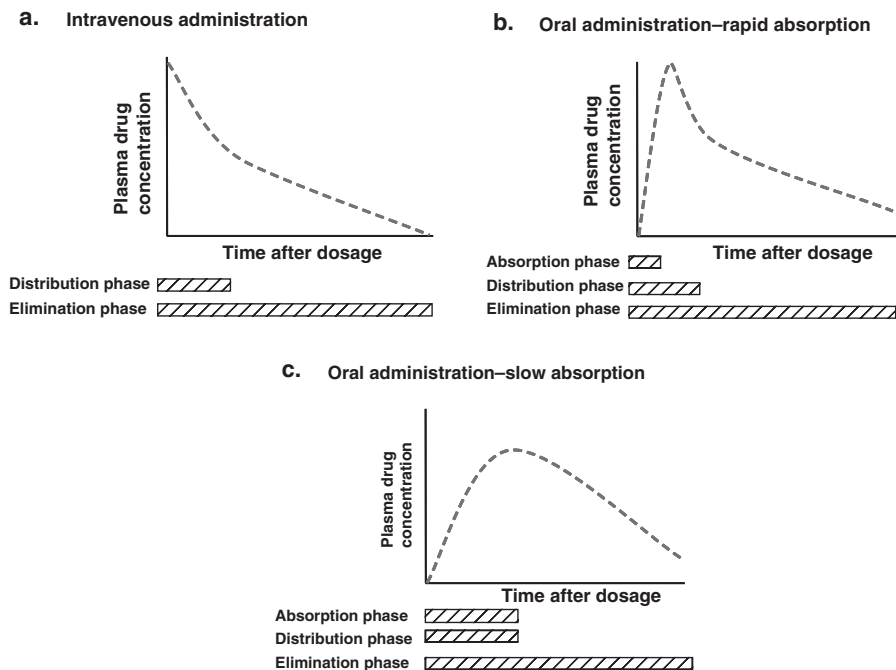 a. Intravenous administration
Plasma drug
concentration
Time after dosage
Distribution phase
Elimination phase
b. Oral administration–rapid absorption
Plasma drug
concentration
Time after dosage
Absorption phase
Distribution phase
Elimination phase
c. Oral administration–slow absorption
Plasma drug
concentration
Time after dosage
Absorption phase
Distribution phase
Elimination phase